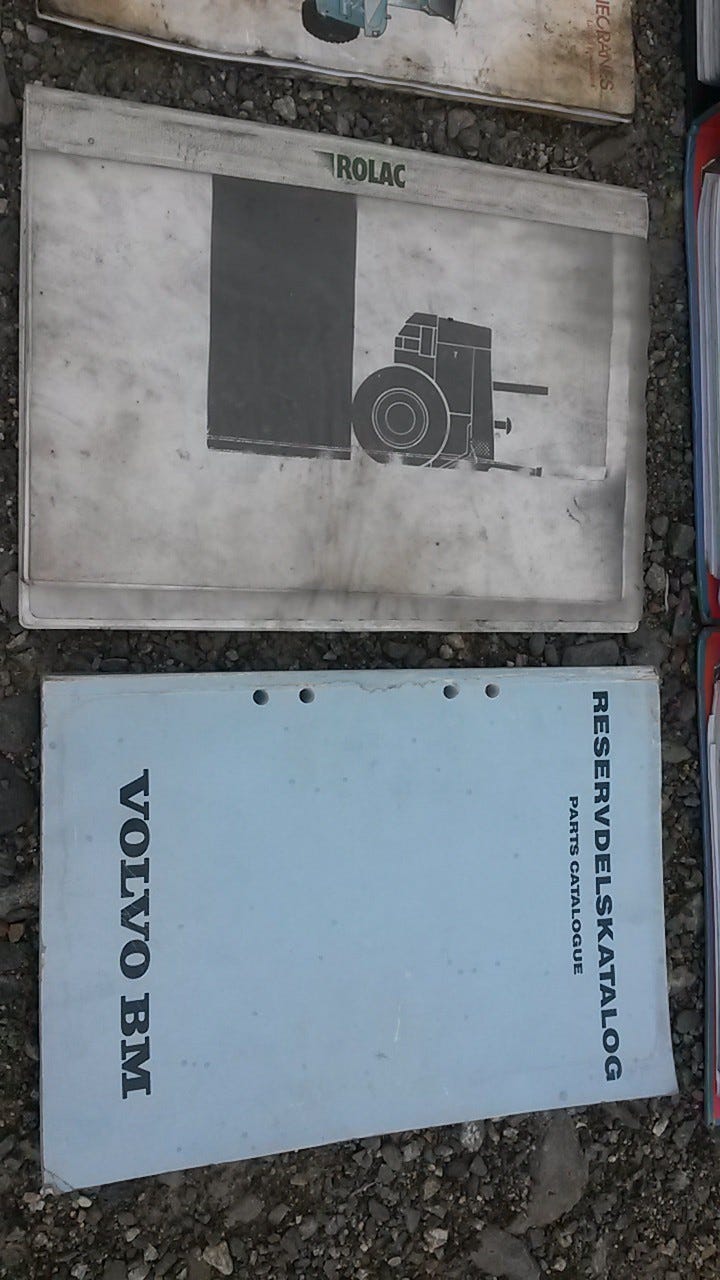 ROLAC
RESERVDELSKATALOG
PARTS CATALOGUE
VOLVO BM